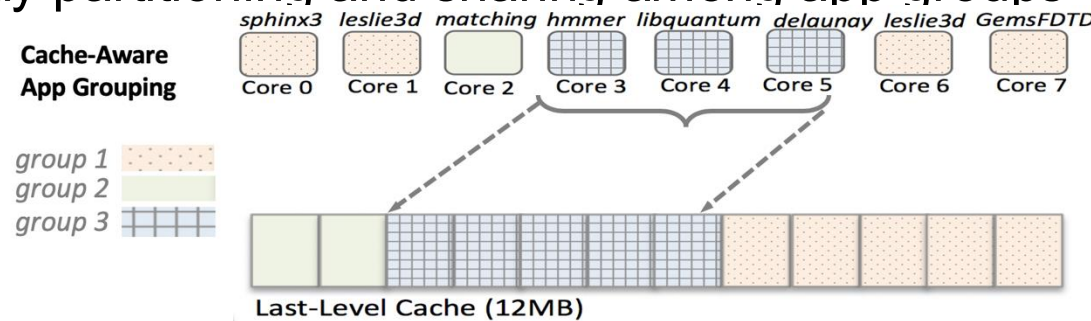 sphinx3 leslie3d matching hmmer libquantum delaunay leslie3d GemsFDTD
Cache-Aware
App Grouping
Core 0 Core 1 Core 2 Core 3 Core 4 Core 5 Core 6 Core 7
group 1
group 2
group 3
Last-Level Cache (12MB)